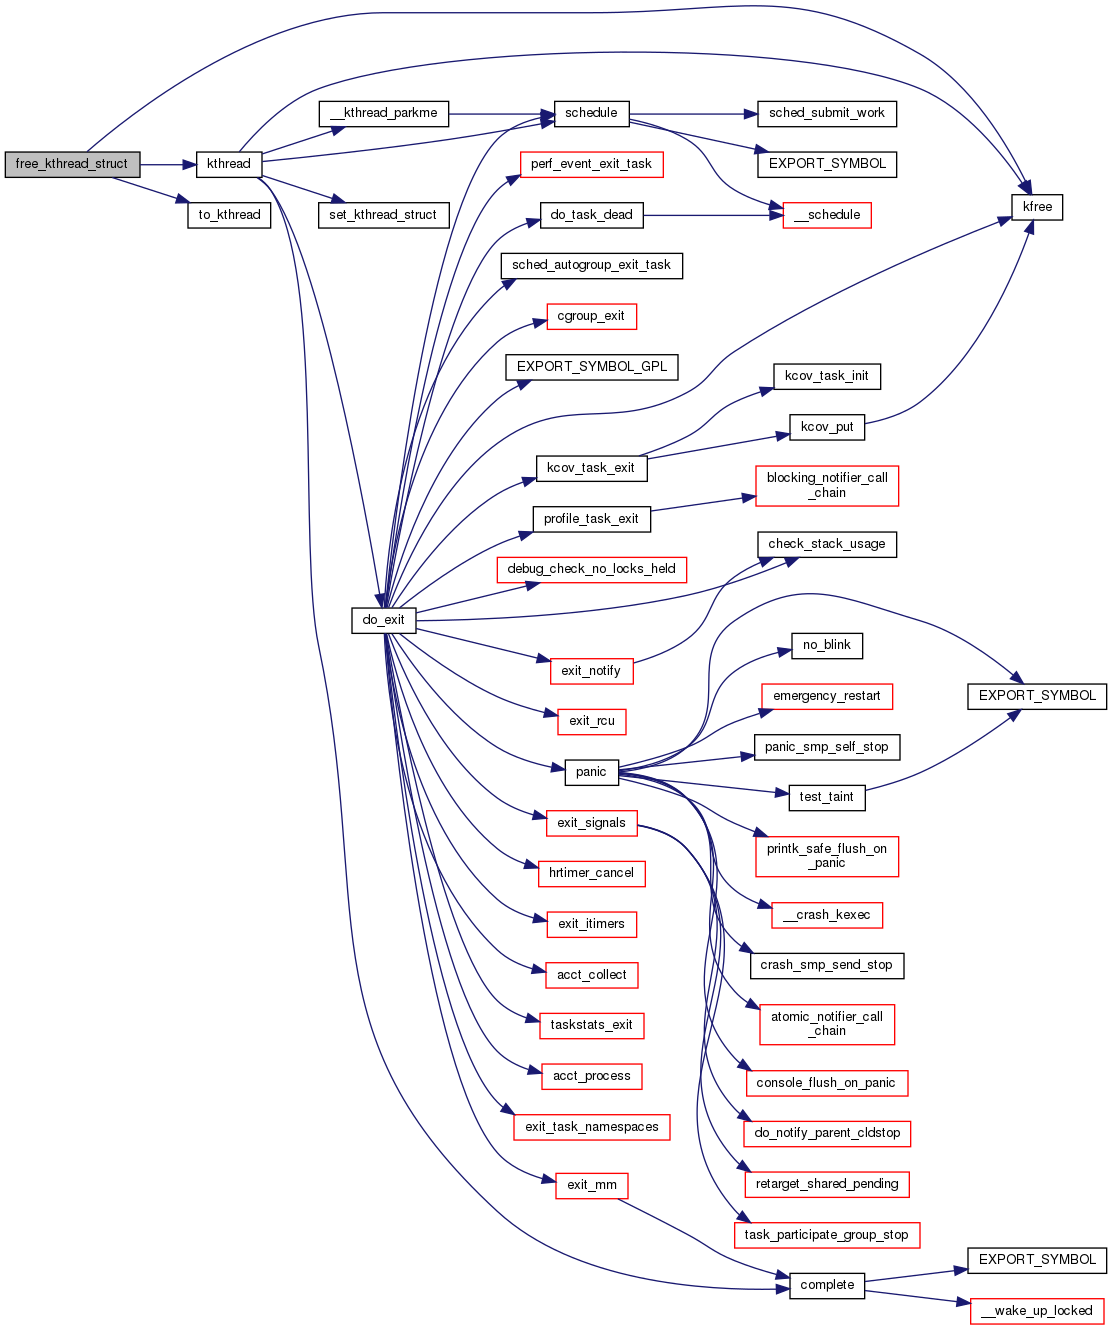 free_kthread_struct
kthread
to_kthread
__kthread_parkme
set_kthread_struct
do_exit
schedule
perf_event_exit_task
do_task_dead
sched_autogroup_exit_task
cgroup_exit
EXPORT_SYMBOL_GPL
kcov_task_exit
profile_task_exit
debug_check_no_locks_held
exit_notify
exit_rcu
panic
exit_signals
hrtimer_cancel
exit_itimers
acct_collect
taskstats_exit
acct_process
exit_task_namespaces
exit_mm
sched_submit_work
EXPORT_SYMBOL
__schedule
kcov_task_init
kcov_put
blocking_notifier_call
_chain
check_stack_usage
no_blink
emergency_restart
panic_smp_self_stop
test_taint
printk_safe_flush_on
_panic
__crash_kexec
crash_smp_send_stop
atomic_notifier_call
_chain
console_flush_on_panic
do_notify_parent_cldstop
retarget_shared_pending
task_participate_group_stop
complete
kfree
EXPORT_SYMBOL
EXPORT_SYMBOL
__wake_up_locked